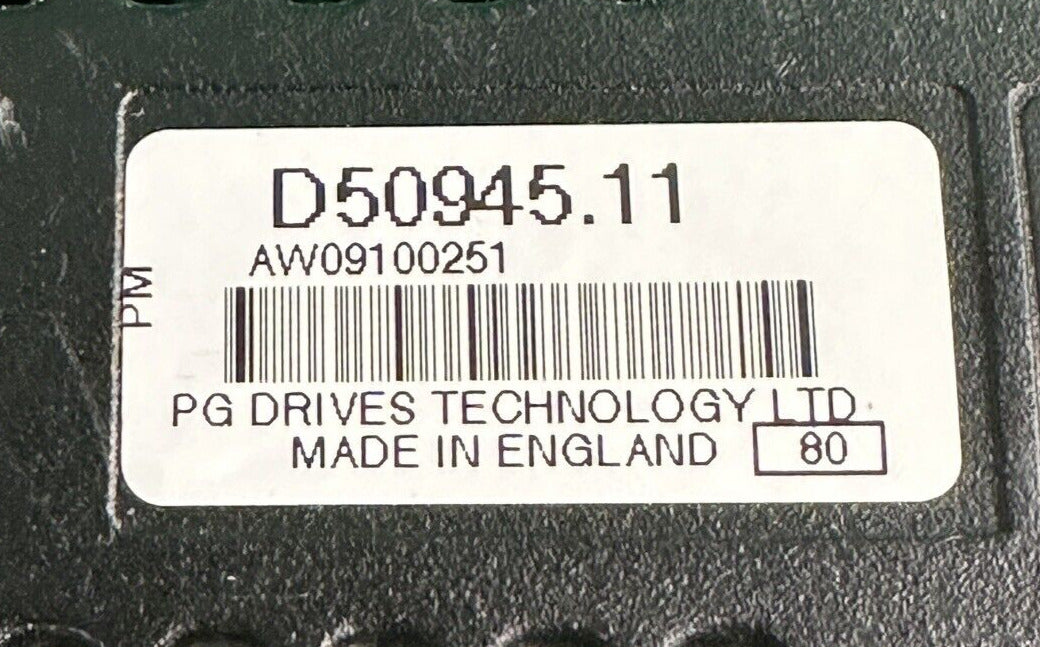 D50945.11
AW09100251
PM
PG DRIVES TECHNOLOGY LTD.
MADE IN ENGLAND
80